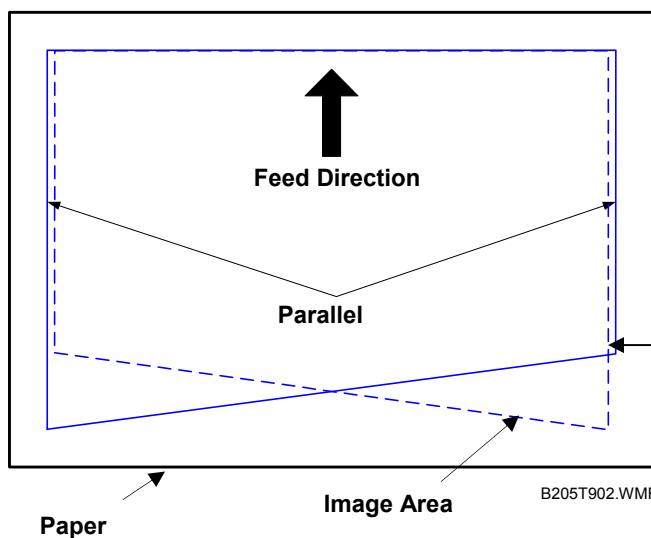 Feed Direction
Parallel
Image Area
B205T902.WMF
Paper